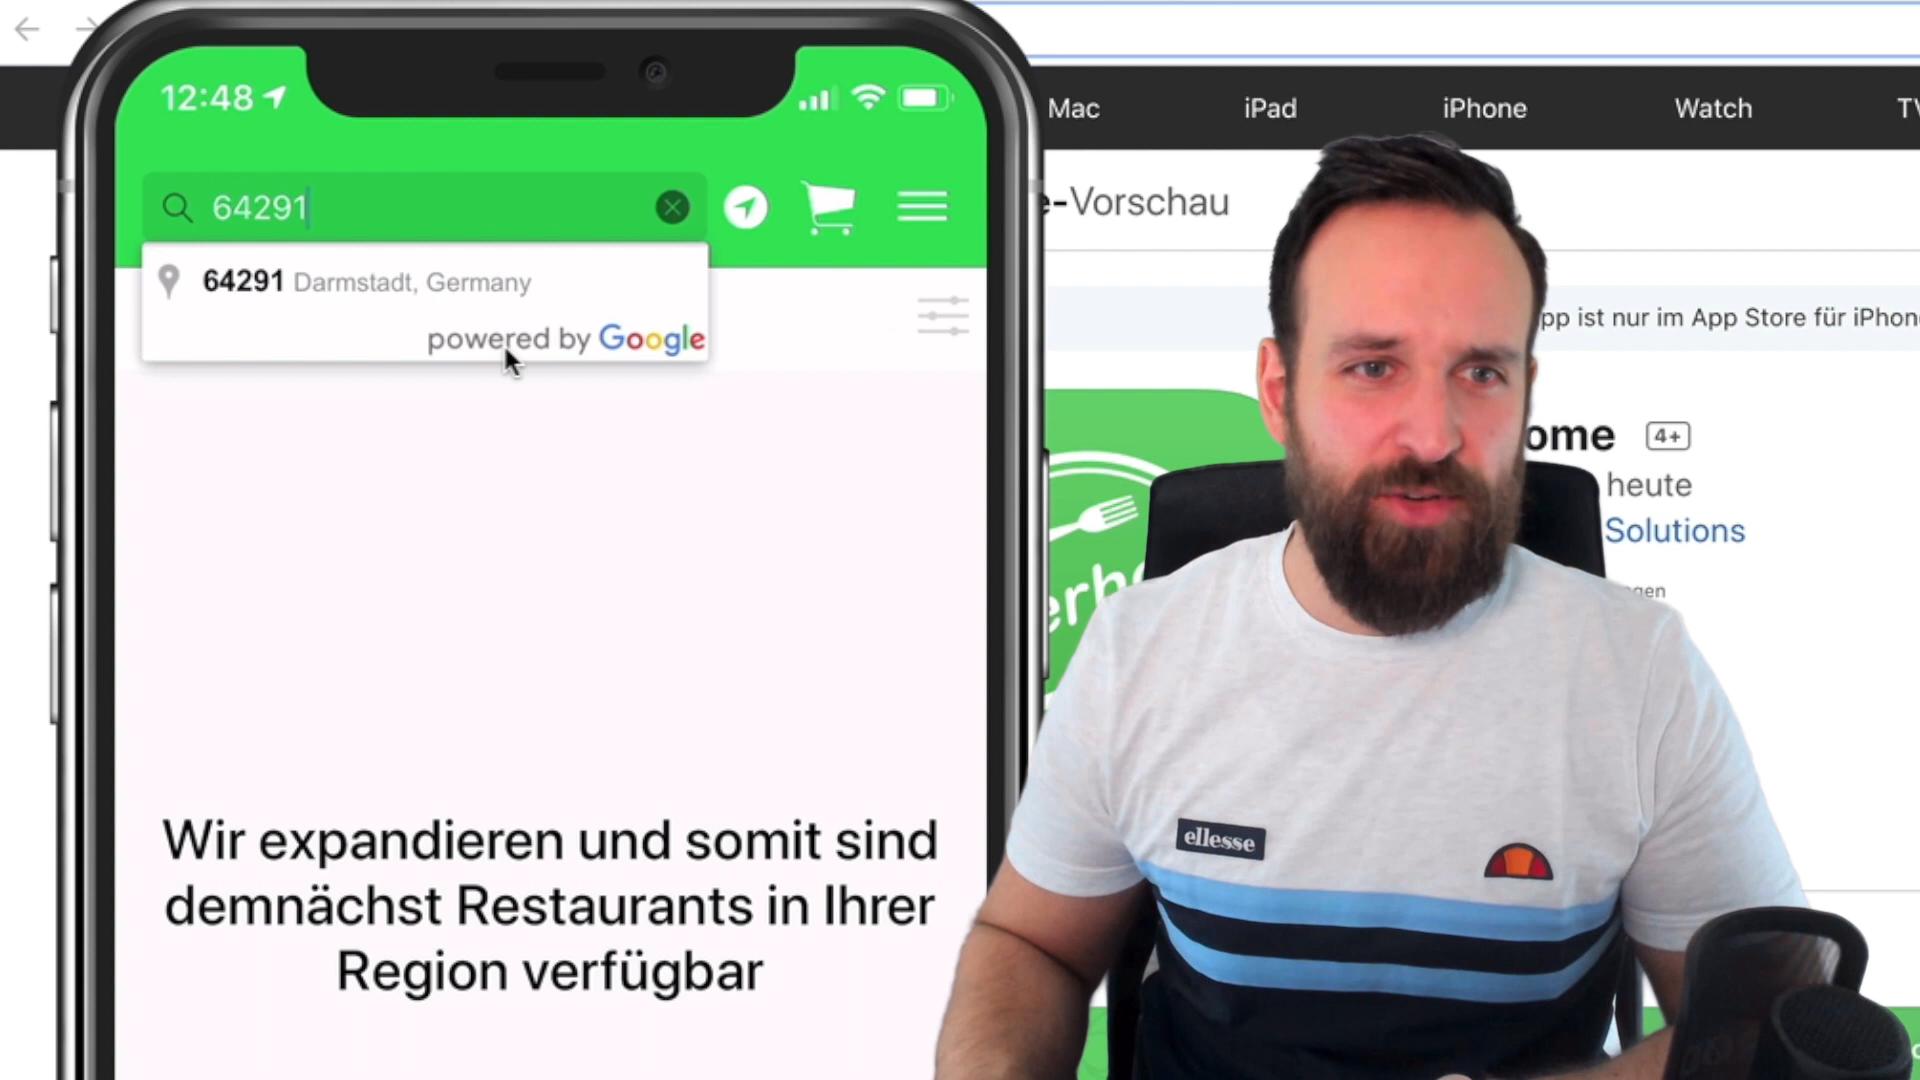 12:48
64291
64291 Darmstadt, Germany
powered by Google
Wir expandieren und somit sind
demnächst Restaurants in Ihrer
Region verfügbar
Mac
iPad
iPhone
Watch
-Vorschau
pp ist nur im App Store für iPhon
ome
4+
heute
Solutions
gen
erh
ellesse